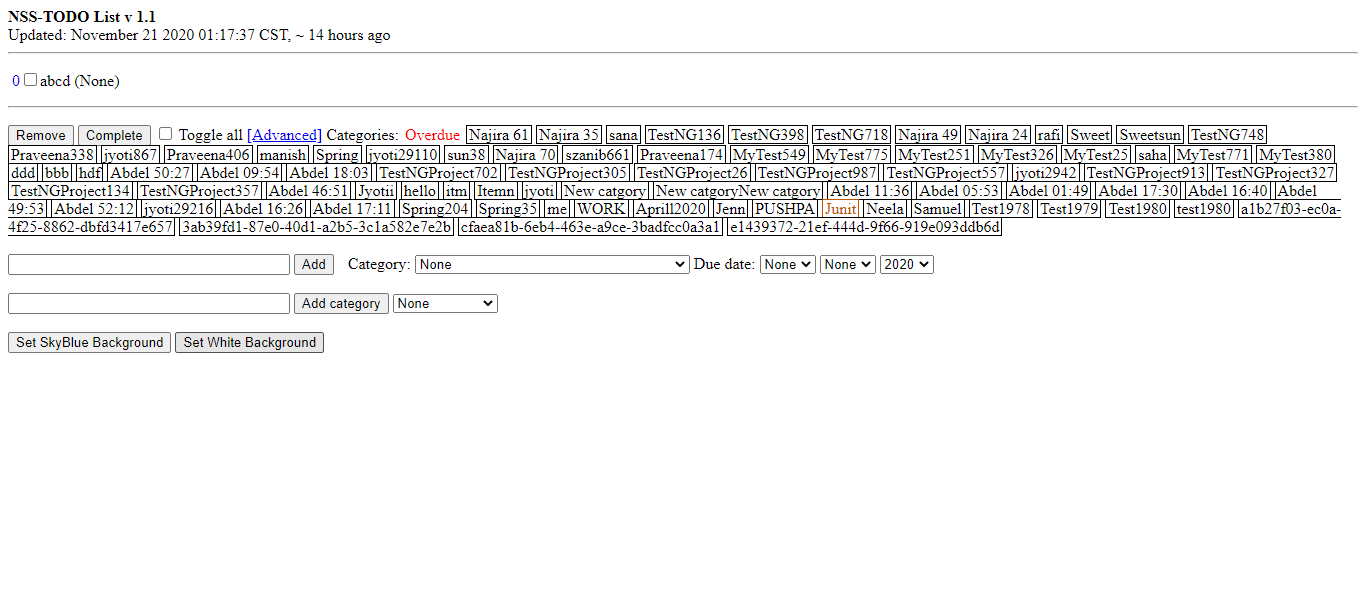 NSS-TODO List v 1.1
Updated: November 21 2020 01:17:37 CST, ~ 14 hours ago
0 abcd (None)
Remove Complete Toggle all [Advanced] Categories: Overdue Najira 61 Najira 35 sana TestNG136 TestNG398 TestNG718 Najira 49 Najira 24 rafi Sweet Sweetsun TestNG748
Praveena338 jyoti867 Praveena406 manish Spring jyoti29110 sun38 Najira 70 szanib661 Praveena174 MyTest549 MyTest775 MyTest251 MyTest326 MyTest25 saha MyTest771 MyTest380
ddd bbb hdf Abdel 50:27 Abdel 09:54 Abdel 18:03 TestNGProject702 TestNGProject305 TestNGProject26 TestNGProject987 TestNGProject557 jyoti2942 TestNGProject913 TestNGProject327
TestNGProject134 TestNGProject357 Abdel 46:51 Jyotii hello itm Itemn jyoti New catgory New catgoryNew catgory Abdel 11:36 Abdel 05:53 Abdel 01:49 Abdel 17:30 Abdel 16:40 Abdel
49:53 Abdel 52:12 jyoti29216 Abdel 16:26 Abdel 17:11 Spring204 Spring35 me WORK Aprill2020 Jenn PUSHPA Junit Neela Samuel Test1978 Test1979 Test1980 test1980 a1b27f03-ec0a-
4f25-8862-dbfd3417e657 3ab39fd1-87e0-40d1-a2b5-3c1a582e7e2b cfaea81b-6eb4-463e-a9ce-3badfcc0a3a1 e1439372-21ef-444d-9f66-919e093ddb6d
Add Category: None Due date: None None 2020
Add category None
Set SkyBlue Background Set White Background